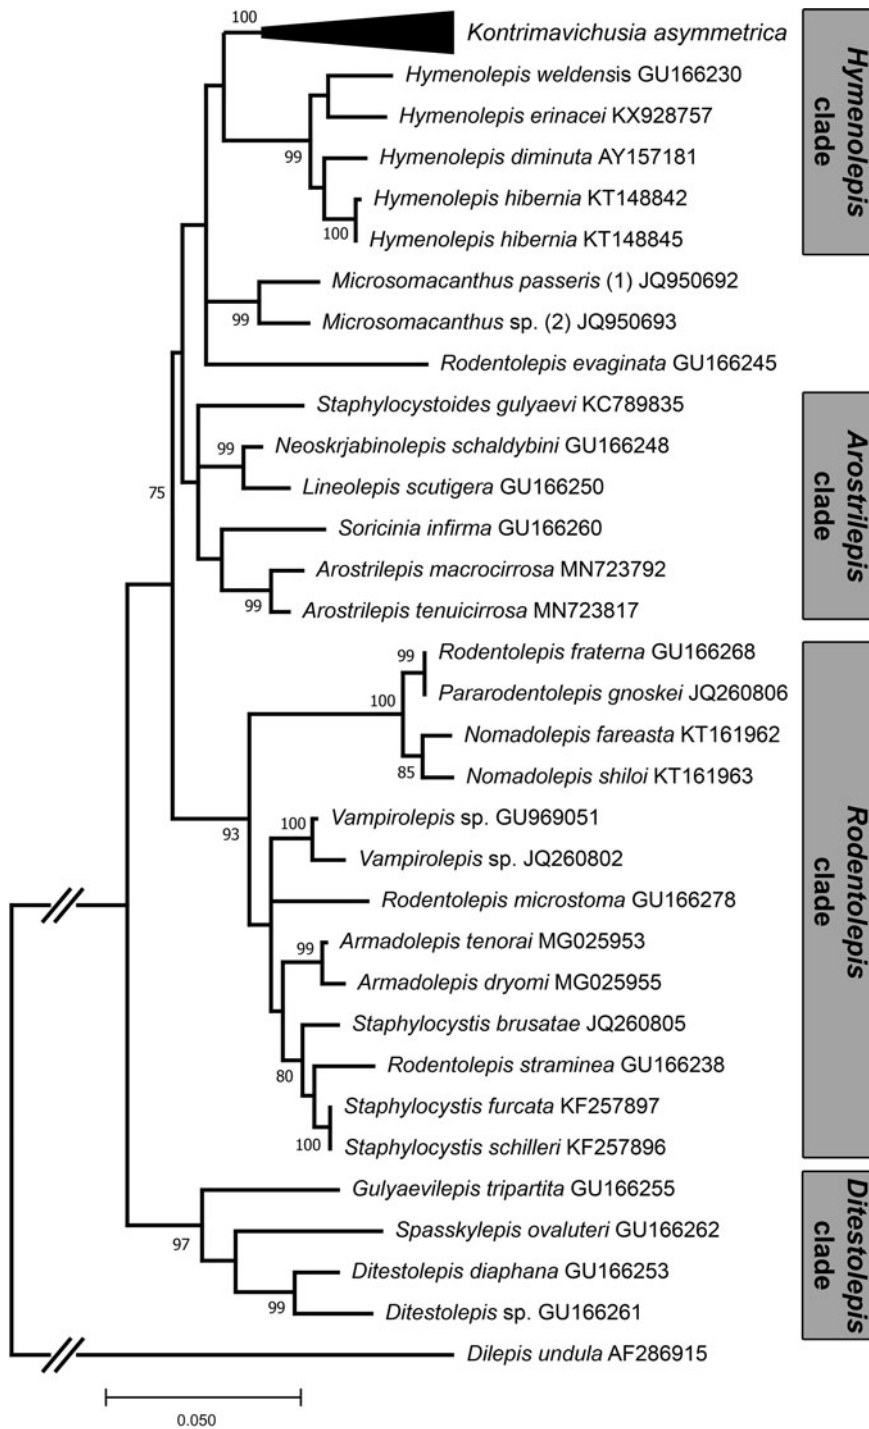 100
Kontrimavichusia asymmetrica
Hymenolepis weldensis GU166230
Hymenolepis erinacei KX928757
99
Hymenolepis diminuta AY157181
Hymenolepis hibernia KT148842
100
Hymenolepis hibernia KT148845
Hymenolepis
clade
Microsomacanthus passeris (1) JQ950692
99
Microsomacanthus sp. (2) JQ950693
Rodentolepis evaginata GU166245
Staphylocystoides gulyaevi KC789835
99
Neoskrjabinolepis schaldybini GU166248
75
Lineolepis scutigera GU166250
Soricinia infirma GU166260
Arostrilepis macrocirrosa MN723792
99
Arostrilepis tenuicirrosa MN723817
Arostrilepis
clade
99
Rodentolepis fraterna GU166268
100
Pararodentolepis gnoskei JQ260806
Nomadolepis fareasta KT161962
85
Nomadolepis shiloi KT161963
100
Vampirolepis sp. GU969051
93
Vampirolepis sp. JQ260802
Rodentolepis microstoma GU166278
99
Armadolepis tenorai MG025953
Armadolepis dryomi MG025955
Staphylocystis brusatae JQ260805
80
Rodentolepis straminea GU166238
Staphylocystis furcata KF257897
100
Staphylocystis schilleri KF257896
Rodentolepis
clade
Gulyaevilepis tripartita GU166255
97
Spasskylepis ovaluteri GU166262
Ditestolepis diaphana GU166253
99
Ditestolepis sp. GU166261
Ditestolepis
clade
Dilepis undula AF286915
0.050